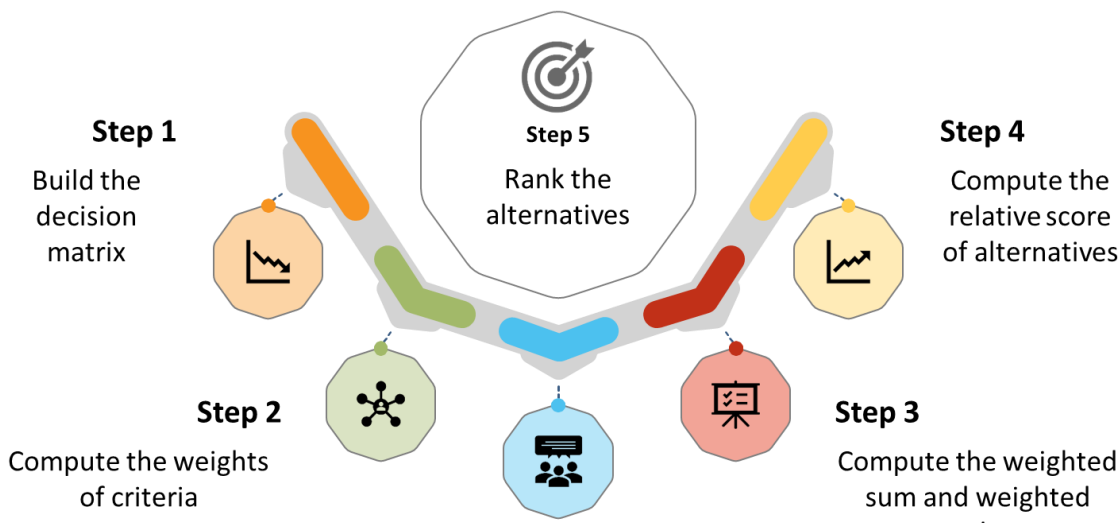 Step 1
Build the
decision
matrix
Step 2
Compute the weights
of criteria
Step 3
Compute the weighted
sum and weighted
Step 4
Compute the
relative score
of alternatives
Step 5
Rank the
alternatives